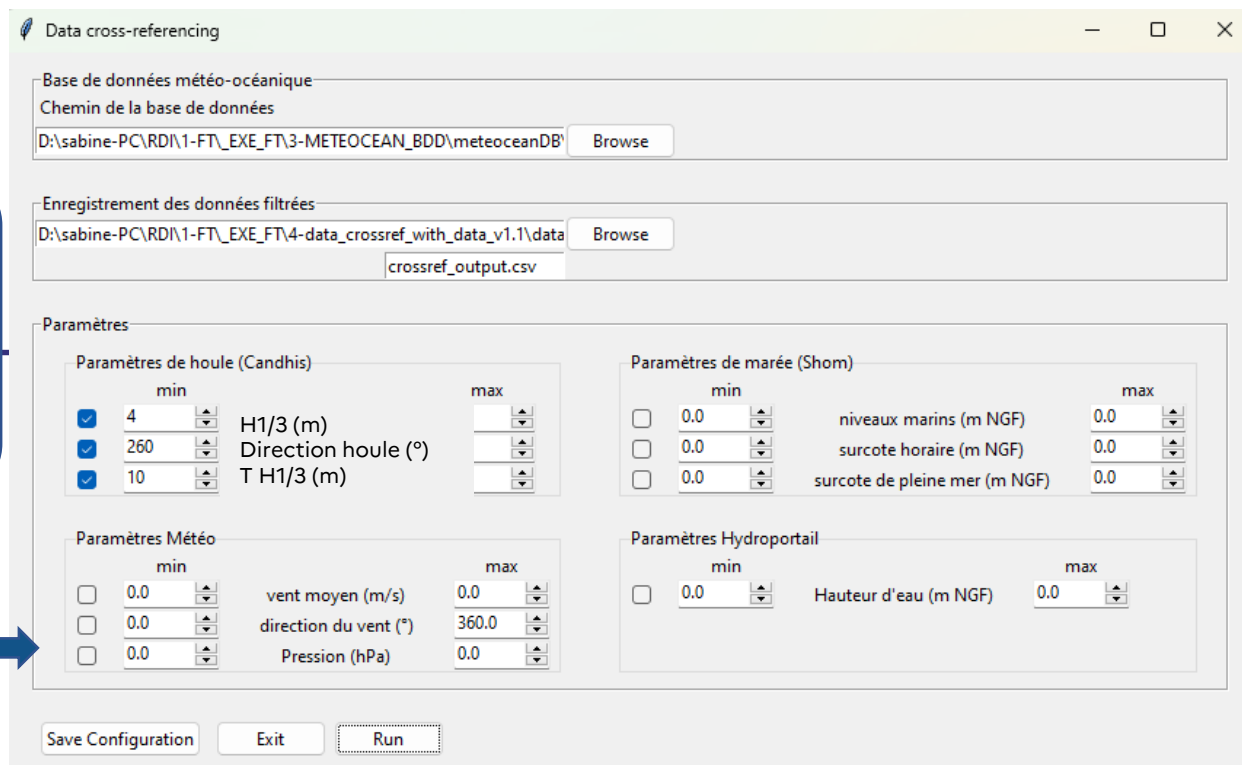 Data cross-referencing
Base de données météo-océanique
Chemin de la base de données
D:\sabine-PC\RDI\1-FT\_EXE_FT\3-METEOCEAN_BDD\meteoceanDB\ Browse
Enregistrement des données filtrées
D:\sabine-PC\RDI\1-FT\_EXE_FT\4-data_crossref_with_data_v1.1\data Browse
crossref_output.csv
Paramètres
Paramètres de houle (Candhis)
min max
4 H1/3 (m)
260 Direction houle (°)
10 T H1/3 (m)
Paramètres de marée (Shom)
min max
0.0 niveaux marins (m NGF) 0.0
0.0 surcote horaire (m NGF) 0.0
0.0 surcote de pleine mer (m NGF) 0.0
Paramètres Météo
min max
0.0 vent moyen (m/s) 0.0
0.0 direction du vent (°) 360.0
0.0 Pression (hPa) 0.0
Paramètres Hydroportail
min max
0.0 Hauteur d'eau (m NGF) 0.0
Save Configuration Exit Run